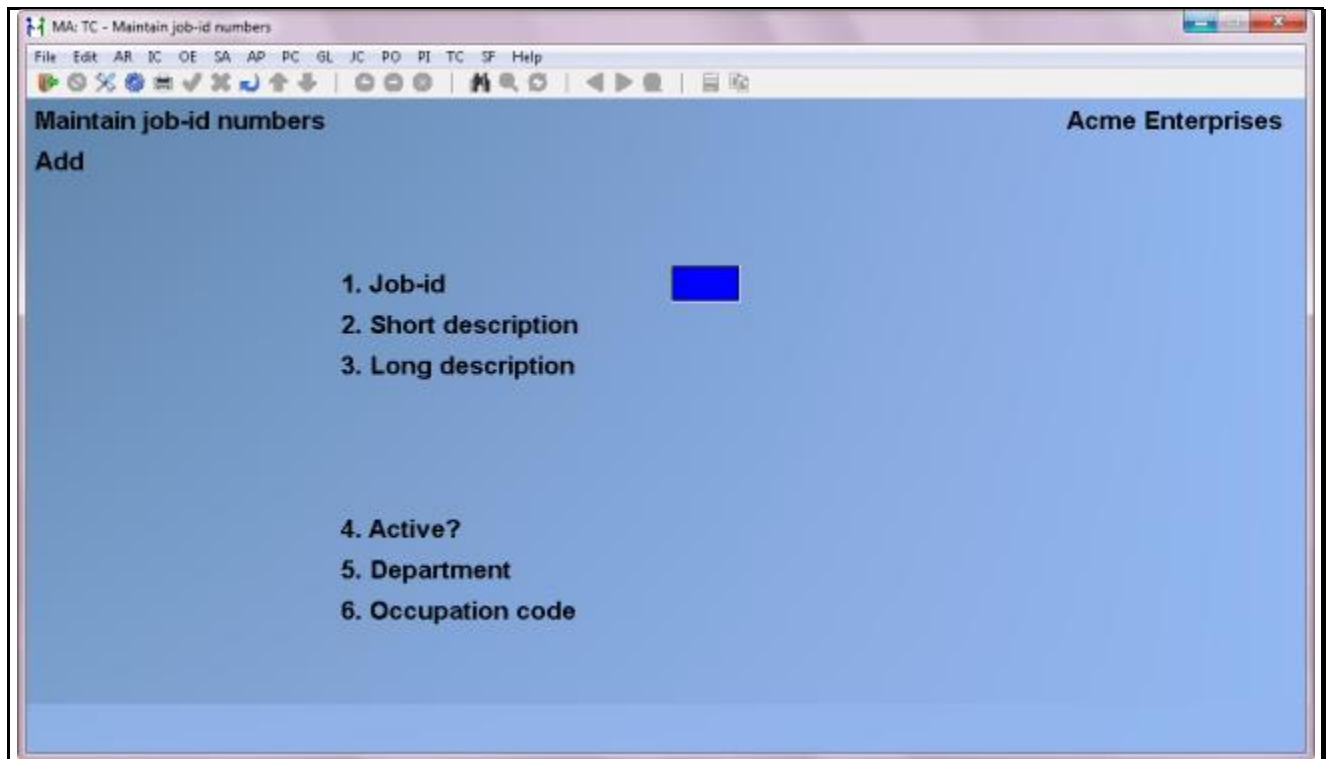 MA: TC - Maintain job-id numbers
File Edit AR IC OE SA AP PC GL JC PO PI TC SF Help
Maintain job-id numbers Acme Enterprises
Add
1. Job-id
2. Short description
3. Long description
4. Active?
5. Department
6. Occupation code